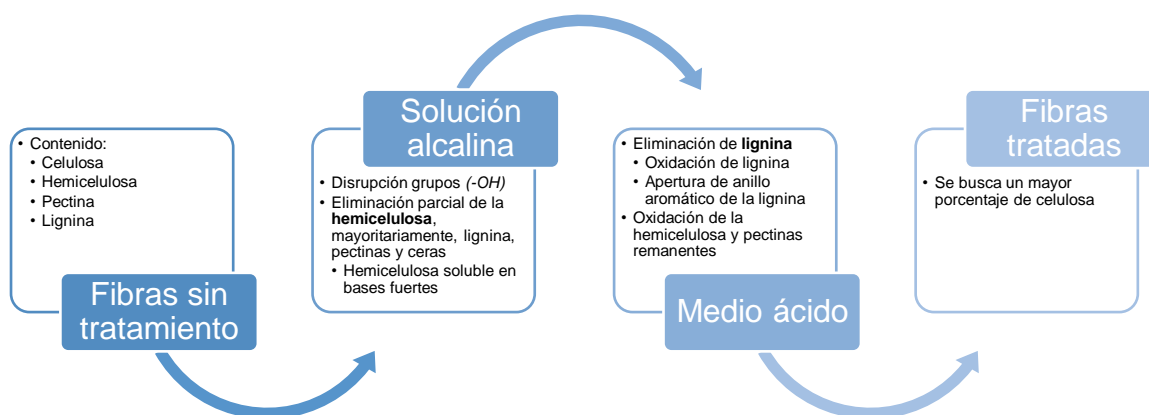 • Contenido:
• Celulosa
• Hemicelulosa
• Pectina
• Lignina
Fibras sin
tratamiento
Solución
alcalina
• Disrupción grupos (-OH)
• Eliminación parcial de la
hemicelulosa,
mayoritariamente, lignina,
pectinas y ceras
• Hemicelulosa soluble en
bases fuertes
• Eliminación de lignina
• Oxidación de lignina
• Apertura de anillo
aromático de la lignina
• Oxidación de la
hemicelulosa y pectinas
remanentes
Medio ácido
Fibras
tratadas
• Se busca un mayor
porcentaje de celulosa